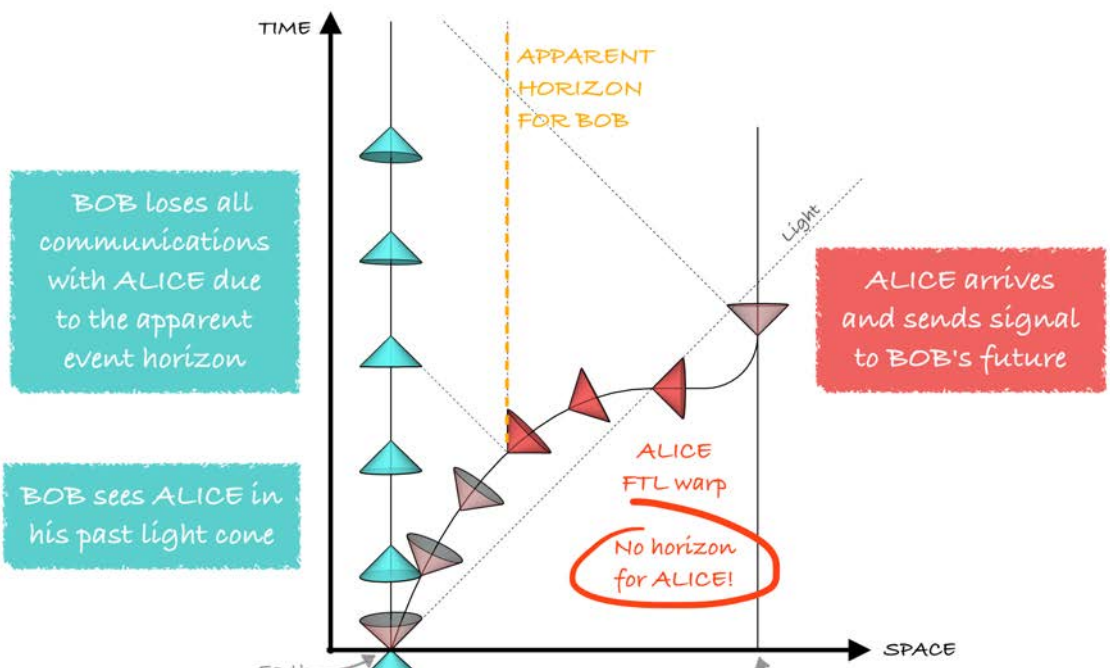 TIME
APPARENT
HORIZON
FOR BOB
BOB loses all
communications
with ALICE due
to the apparent
event horizon
Light
ALICE arrives
and sends signal
to BOB's future
BOB sees ALICE in
his past light cone
ALICE
FTL warp
No horizon
for ALICE!
SPACE